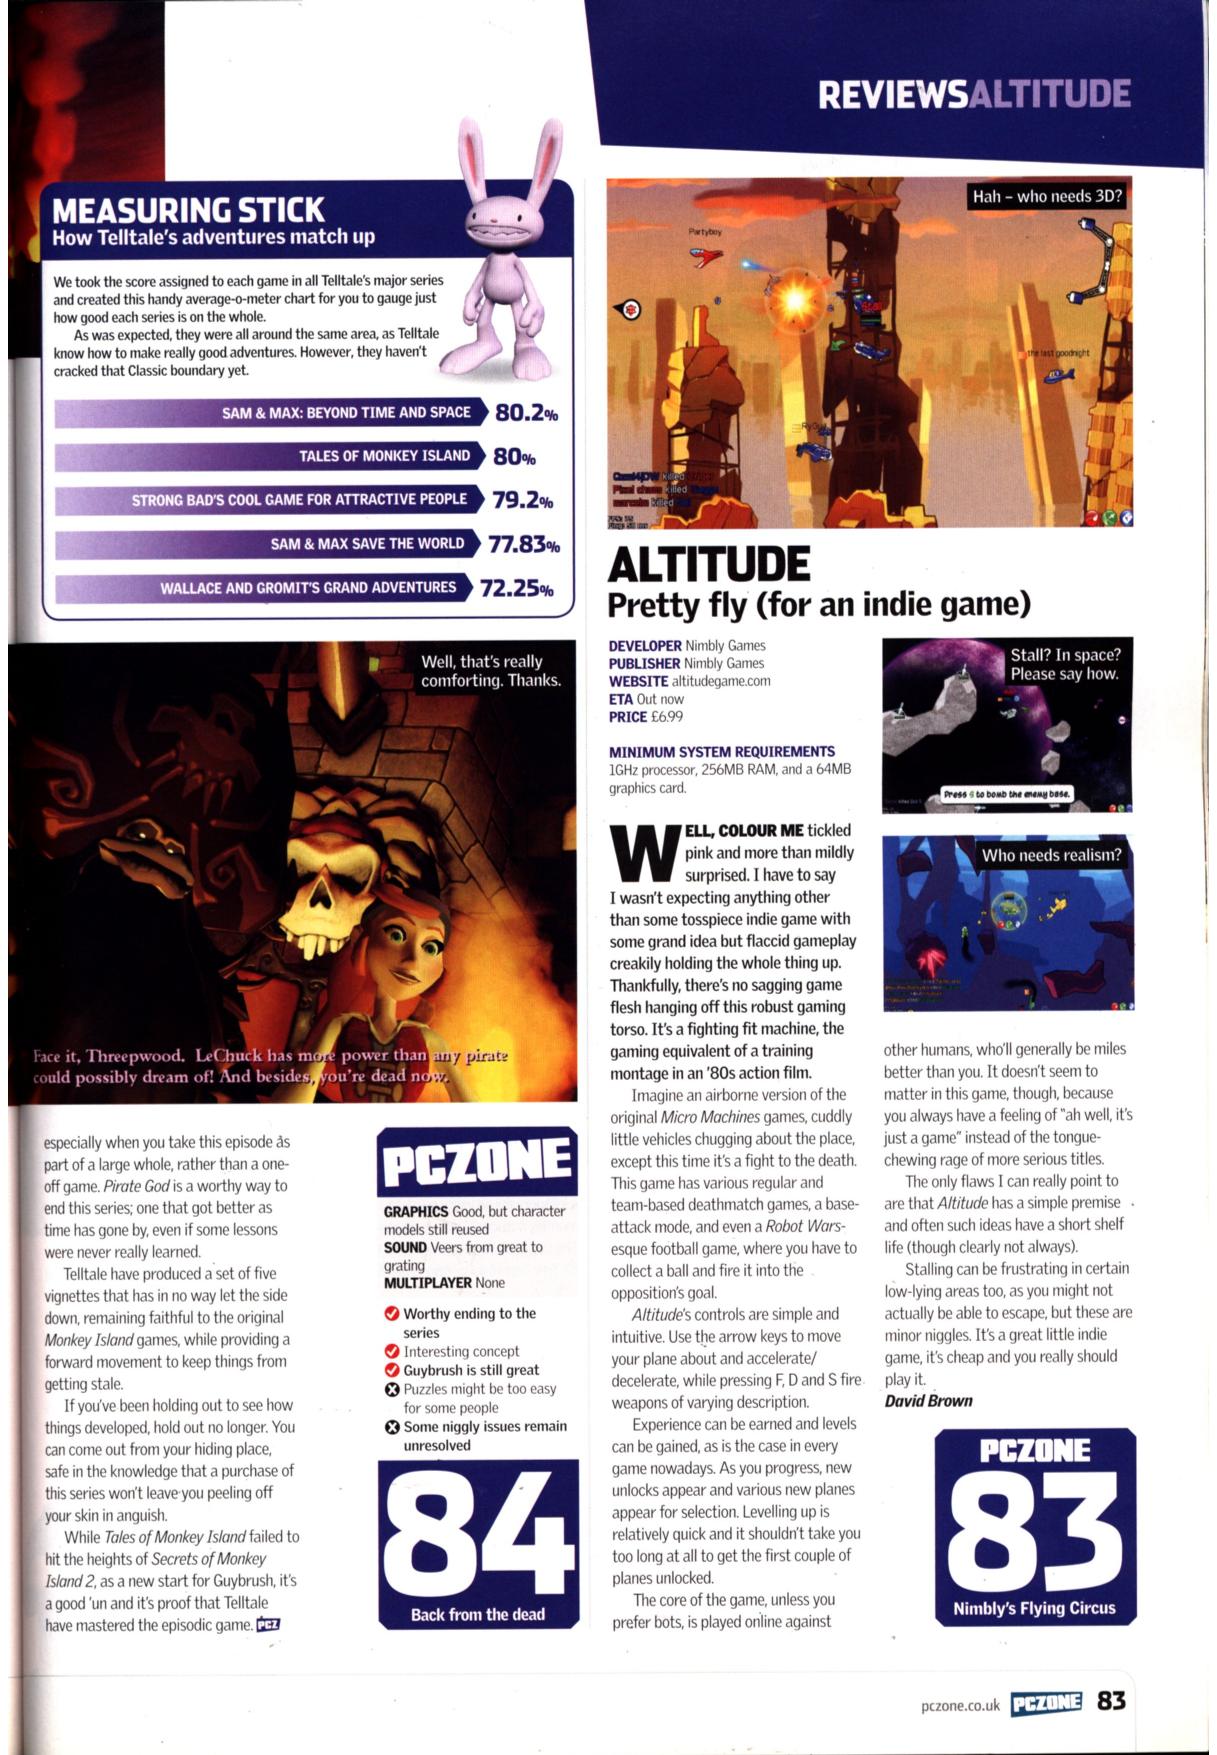 REVIEWSALTITUDE
MEASURING STICK
How Telltale's adventures match up
We took the score assigned to each game in all Telltale's major series
and created this handy average-o-meter chart for you to gauge just
how good each series is on the whole.
As was expected, they were all around the same area, as Telltale
know how to make really good adventures. However, they haven't
cracked that Classic boundary yet.
SAM & MAX: BEYOND TIME AND SPACE 80.2%
TALES OF MONKEY ISLAND 80%
STRONG BAD'S COOL GAME FOR ATTRACTIVE PEOPLE 79.2%
SAM & MAX SAVE THE WORLD 77.83%
WALLACE AND GROMIT'S GRAND ADVENTURES 72.25%
Well, that's really
comforting. Thanks.
Face it, Threepwood. LeChuck has more power than any pirate
could possibly dream of! And besides, you're dead now.
especially when you take this episode as
part of a large whole, rather than a one-
off game. Pirate God is a worthy way to
end this series; one that got better as
time has gone by, even if some lessons
were never really learned.
Telltale have produced a set of five
vignettes that has in no way let the side
down, remaining faithful to the original
Monkey Island games, while providing a
forward movement to keep things from
getting stale.
If you've been holding out to see how
things developed, hold out no longer. You
can come out from your hiding place,
safe in the knowledge that a purchase of
this series won't leave you peeling off
your skin in anguish.
While Tales of Monkey Island failed to
hit the heights of Secrets of Monkey
Island 2, as a new start for Guybrush, it's
a good 'un and it's proof that Telltale
have mastered the episodic game. PCZ
PCZONE
GRAPHICS Good, but character
models still reused
SOUND Veers from great to
grating
MULTIPLAYER None
Worthy ending to the
series
Interesting concept
Guybrush is still great
Puzzles might be too easy
for some people
Some niggly issues remain
unresolved
84
Back from the dead
Hah – who needs 3D?
Partyboy
the last goodnight
killed
killed
killed
ALTITUDE
Pretty fly (for an indie game)
DEVELOPER Nimbly Games
PUBLISHER Nimbly Games
WEBSITE altitudegame.com
ETA Out now
PRICE £6.99
MINIMUM SYSTEM REQUIREMENTS
1GHz processor, 256MB RAM, and a 64MB
graphics card.
WELL, COLOUR ME tickled
pink and more than mildly
surprised. I have to say
I wasn't expecting anything other
than some tosspiece indie game with
some grand idea but flaccid gameplay
creakily holding the whole thing up.
Thankfully, there's no sagging game
flesh hanging off this robust gaming
torso. It's a fighting fit machine, the
gaming equivalent of a training
montage in an '80s action film.
Imagine an airborne version of the
original Micro Machines games, cuddly
little vehicles chugging about the place,
except this time it's a fight to the death.
This game has various regular and
team-based deathmatch games, a base-
attack mode, and even a Robot Wars-
esque football game, where you have to
collect a ball and fire it into the
opposition's goal.
Altitude's controls are simple and
intuitive. Use the arrow keys to move
your plane about and accelerate/
decelerate, while pressing F, D and S fire
weapons of varying description.
Experience can be earned and levels
can be gained, as is the case in every
game nowadays. As you progress, new
unlocks appear and various new planes
appear for selection. Levelling up is
relatively quick and it shouldn't take you
too long at all to get the first couple of
planes unlocked.
The core of the game, unless you
prefer bots, is played online against
Stall? In space?
Please say how.
Press S to bomb the enemy base.
Who needs realism?
other humans, who'll generally be miles
better than you. It doesn't seem to
matter in this game, though, because
you always have a feeling of "ah well, it's
just a game" instead of the tongue-
chewing rage of more serious titles.
The only flaws I can really point to
are that Altitude has a simple premise
and often such ideas have a short shelf
life (though clearly not always).
Stalling can be frustrating in certain
low-lying areas too, as you might not
actually be able to escape, but these are
minor niggles. It's a great little indie
game, it's cheap and you really should
play it.
David Brown
PCZONE
83
Nimbly's Flying Circus
pczone.co.uk PCZONE 83